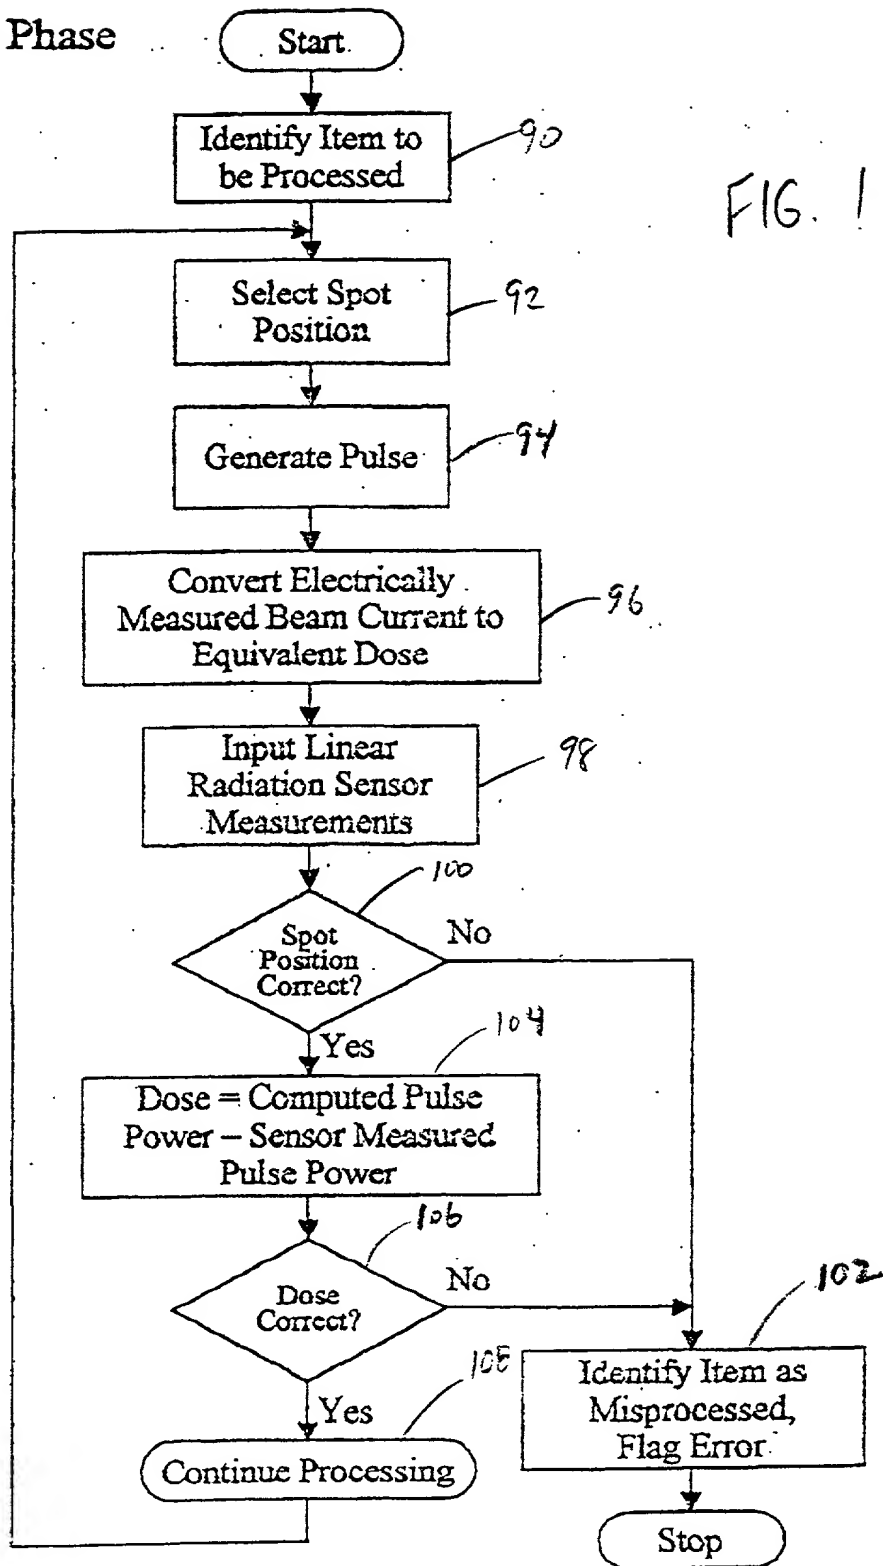 Phase
Start
Identify Item to
be Processed
90
FIG. 1
Select Spot
Position
92
Generate Pulse
94
Convert Electrically
Measured Beam Current to
Equivalent Dose
96
Input Linear
Radiation Sensor
Measurements
98
100
Spot
Position
Correct?
No
Yes
104
Dose = Computed Pulse
Power – Sensor Measured
Pulse Power
106
Dose
Correct?
No
102
Yes
108
Identify Item as
Misprocessed,
Flag Error
Continue Processing
Stop